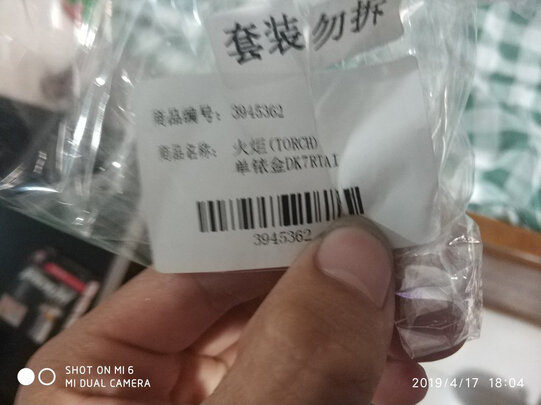 套装勿拆
商品编号: 3945362
商品名称: 火炬(TORCH)
单铱金DK7RTAI
3945362
SHOT ON MI 6
MI DUAL CAMERA
2019/4/17 18:04